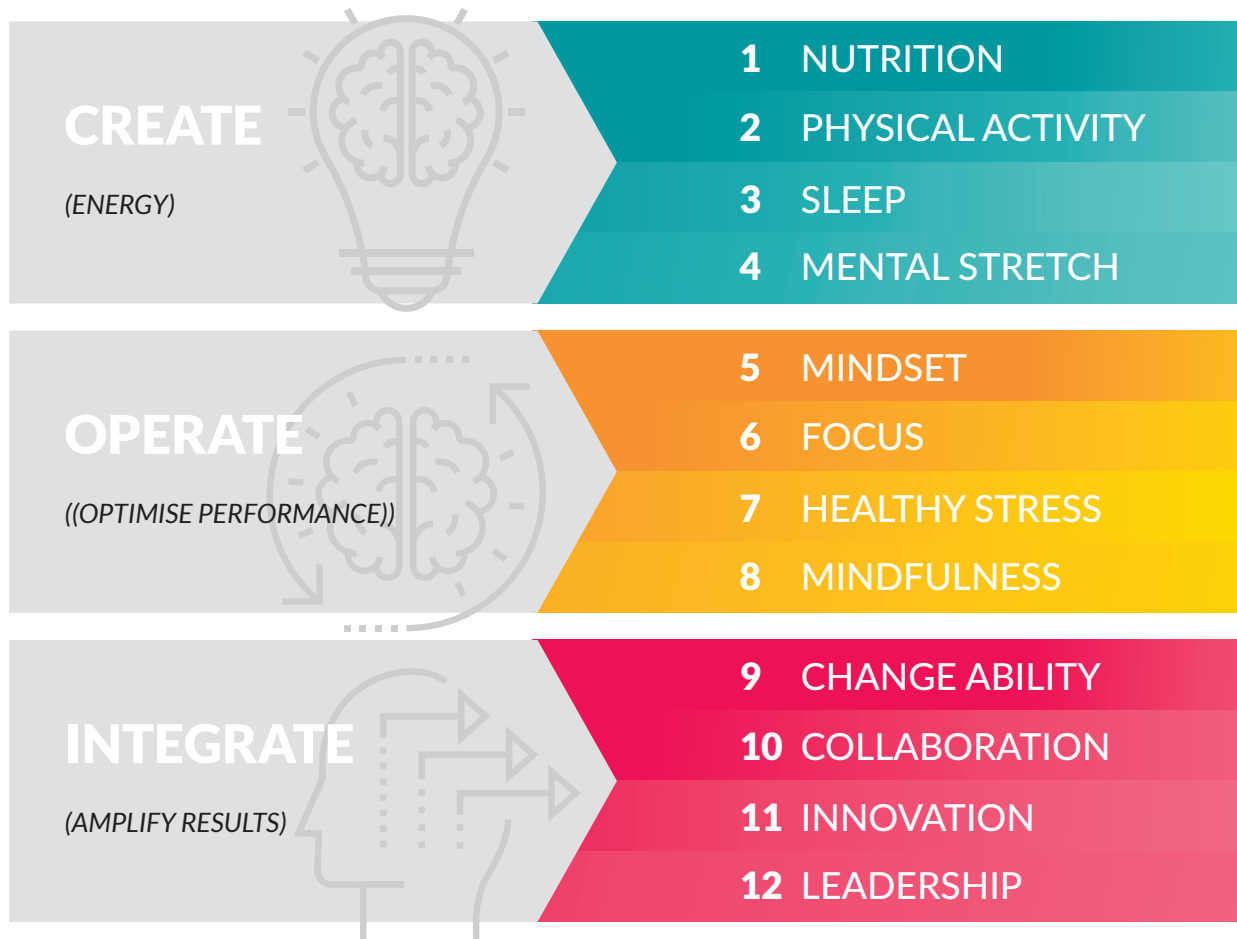 CREATE
(ENERGY)
1 NUTRITION
2 PHYSICAL ACTIVITY
3 SLEEP
4 MENTAL STRETCH
OPERATE
((OPTIMISE PERFORMANCE))
5 MINDSET
6 FOCUS
7 HEALTHY STRESS
8 MINDFULNESS
INTEGRATE
(AMPLIFY RESULTS)
9 CHANGE ABILITY
10 COLLABORATION
11 INNOVATION
12 LEADERSHIP